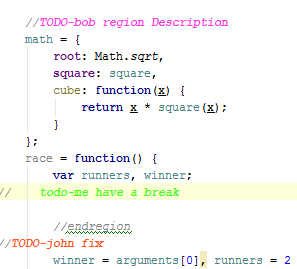 //TODO-bob region Description
math = {
root: Math.sqrt,
square: square,
cube: function(x) {
return x * square(x);
}
};
race = function() {
var runners, winner;
// todo-me have a break
//endregion
//TODO-john fix
winner = arguments[0], runners = 2